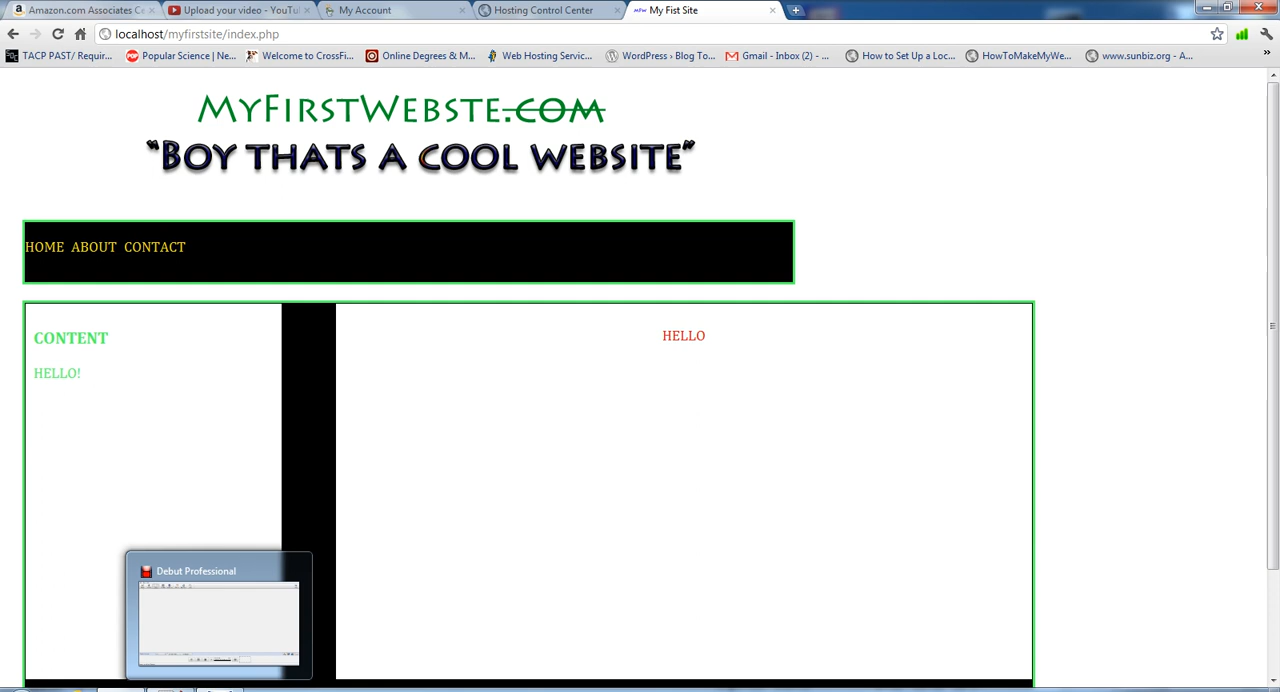 Amazon.com Associates Ce
Upload your video - YouTu
My Account
Hosting Control Center
My Fist Site
localhost/myfirstsite/index.php
TACP PAST/ Requir...
Popular Science | Ne...
Welcome to CrossFi...
Online Degrees & M...
Web Hosting Servic...
WordPress › Blog To...
Gmail - Inbox (2) - ...
How to Set Up a Loc...
HowToMakeMyWe...
www.sunbiz.org - A...
»
MyFirstWebste.com
"Boy thats a cool website"
HOME ABOUT CONTACT
CONTENT
HELLO!
HELLO
Debut Professional